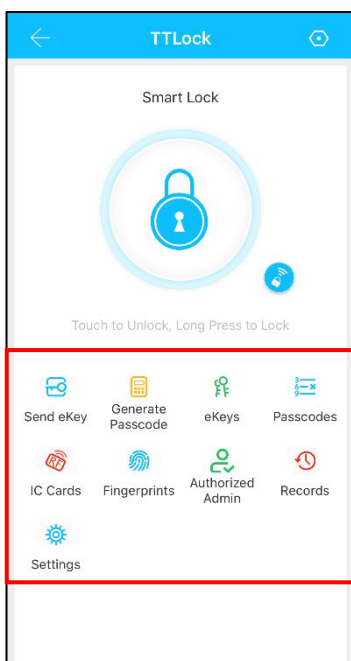 TTLock
Smart Lock
Touch to Unlock, Long Press to Lock
Send eKey
Generate
Passcode
eKeys
Passcodes
IC Cards
Fingerprints
Authorized
Admin
Records
Settings